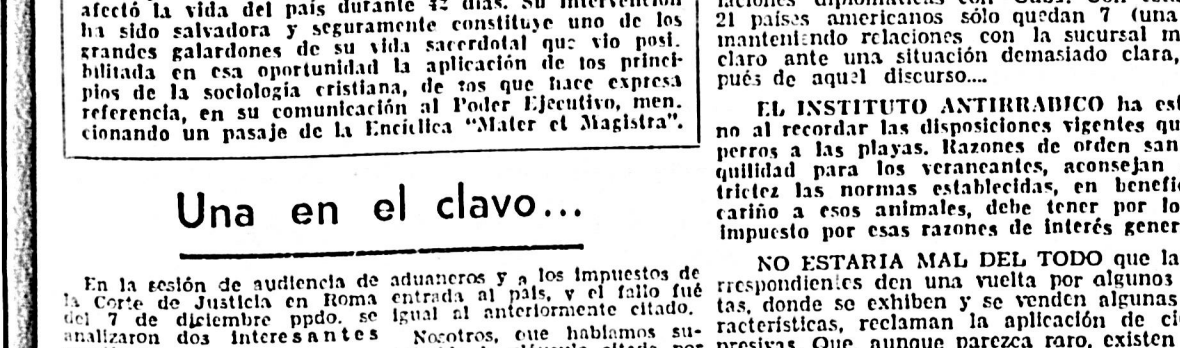 afectó la vida del país durante 42 días. Su intervención
ha sido salvadora y seguramente constituye uno de los
grandes galardones de su vida sacerdotal que vio posi.
bilitada en esa oportunidad la aplicación de los princi-
pios de la sociología cristiana, de los que hace expresa
referencia, en su comunicación al Poder Ejecutivo, men.
cionando un pasaje de la Encíclica "Mater et Magistra".
Una en el clavo...
En la sesión de audiencia de
la Corte de Justicia en Roma
del 7 de diciembre ppdo. se
analizaron dos interesantes
aduaneros y a los impuestos de
entrada al país, y el fallo fué
igual al anteriormente citado.
Nosotros, que hablamos su-
21 países americanos sólo quedan 7 (una
manteniendo relaciones con la sucursal m
claro ante una situación demasiado clara,
pués de aquel discurso....
EL INSTITUTO ANTIRRABICO ha est
no al recordar las disposiciones vigentes qu
perros a las playas. Razones de orden san
quilidad para los veraneantes, aconsejan
trictez las normas establecidas, en benefi
cariño a esos animales, debe tener por lo
impuesto por esas razones de interés gener
NO ESTARIA MAL DEL TODO que la
rrespondientes den una vuelta por algunos
tas, donde se exhiben y se venden algunas
racterísticas, reclaman la aplicación de ci
presivas. Que aunque parezca raro, existen